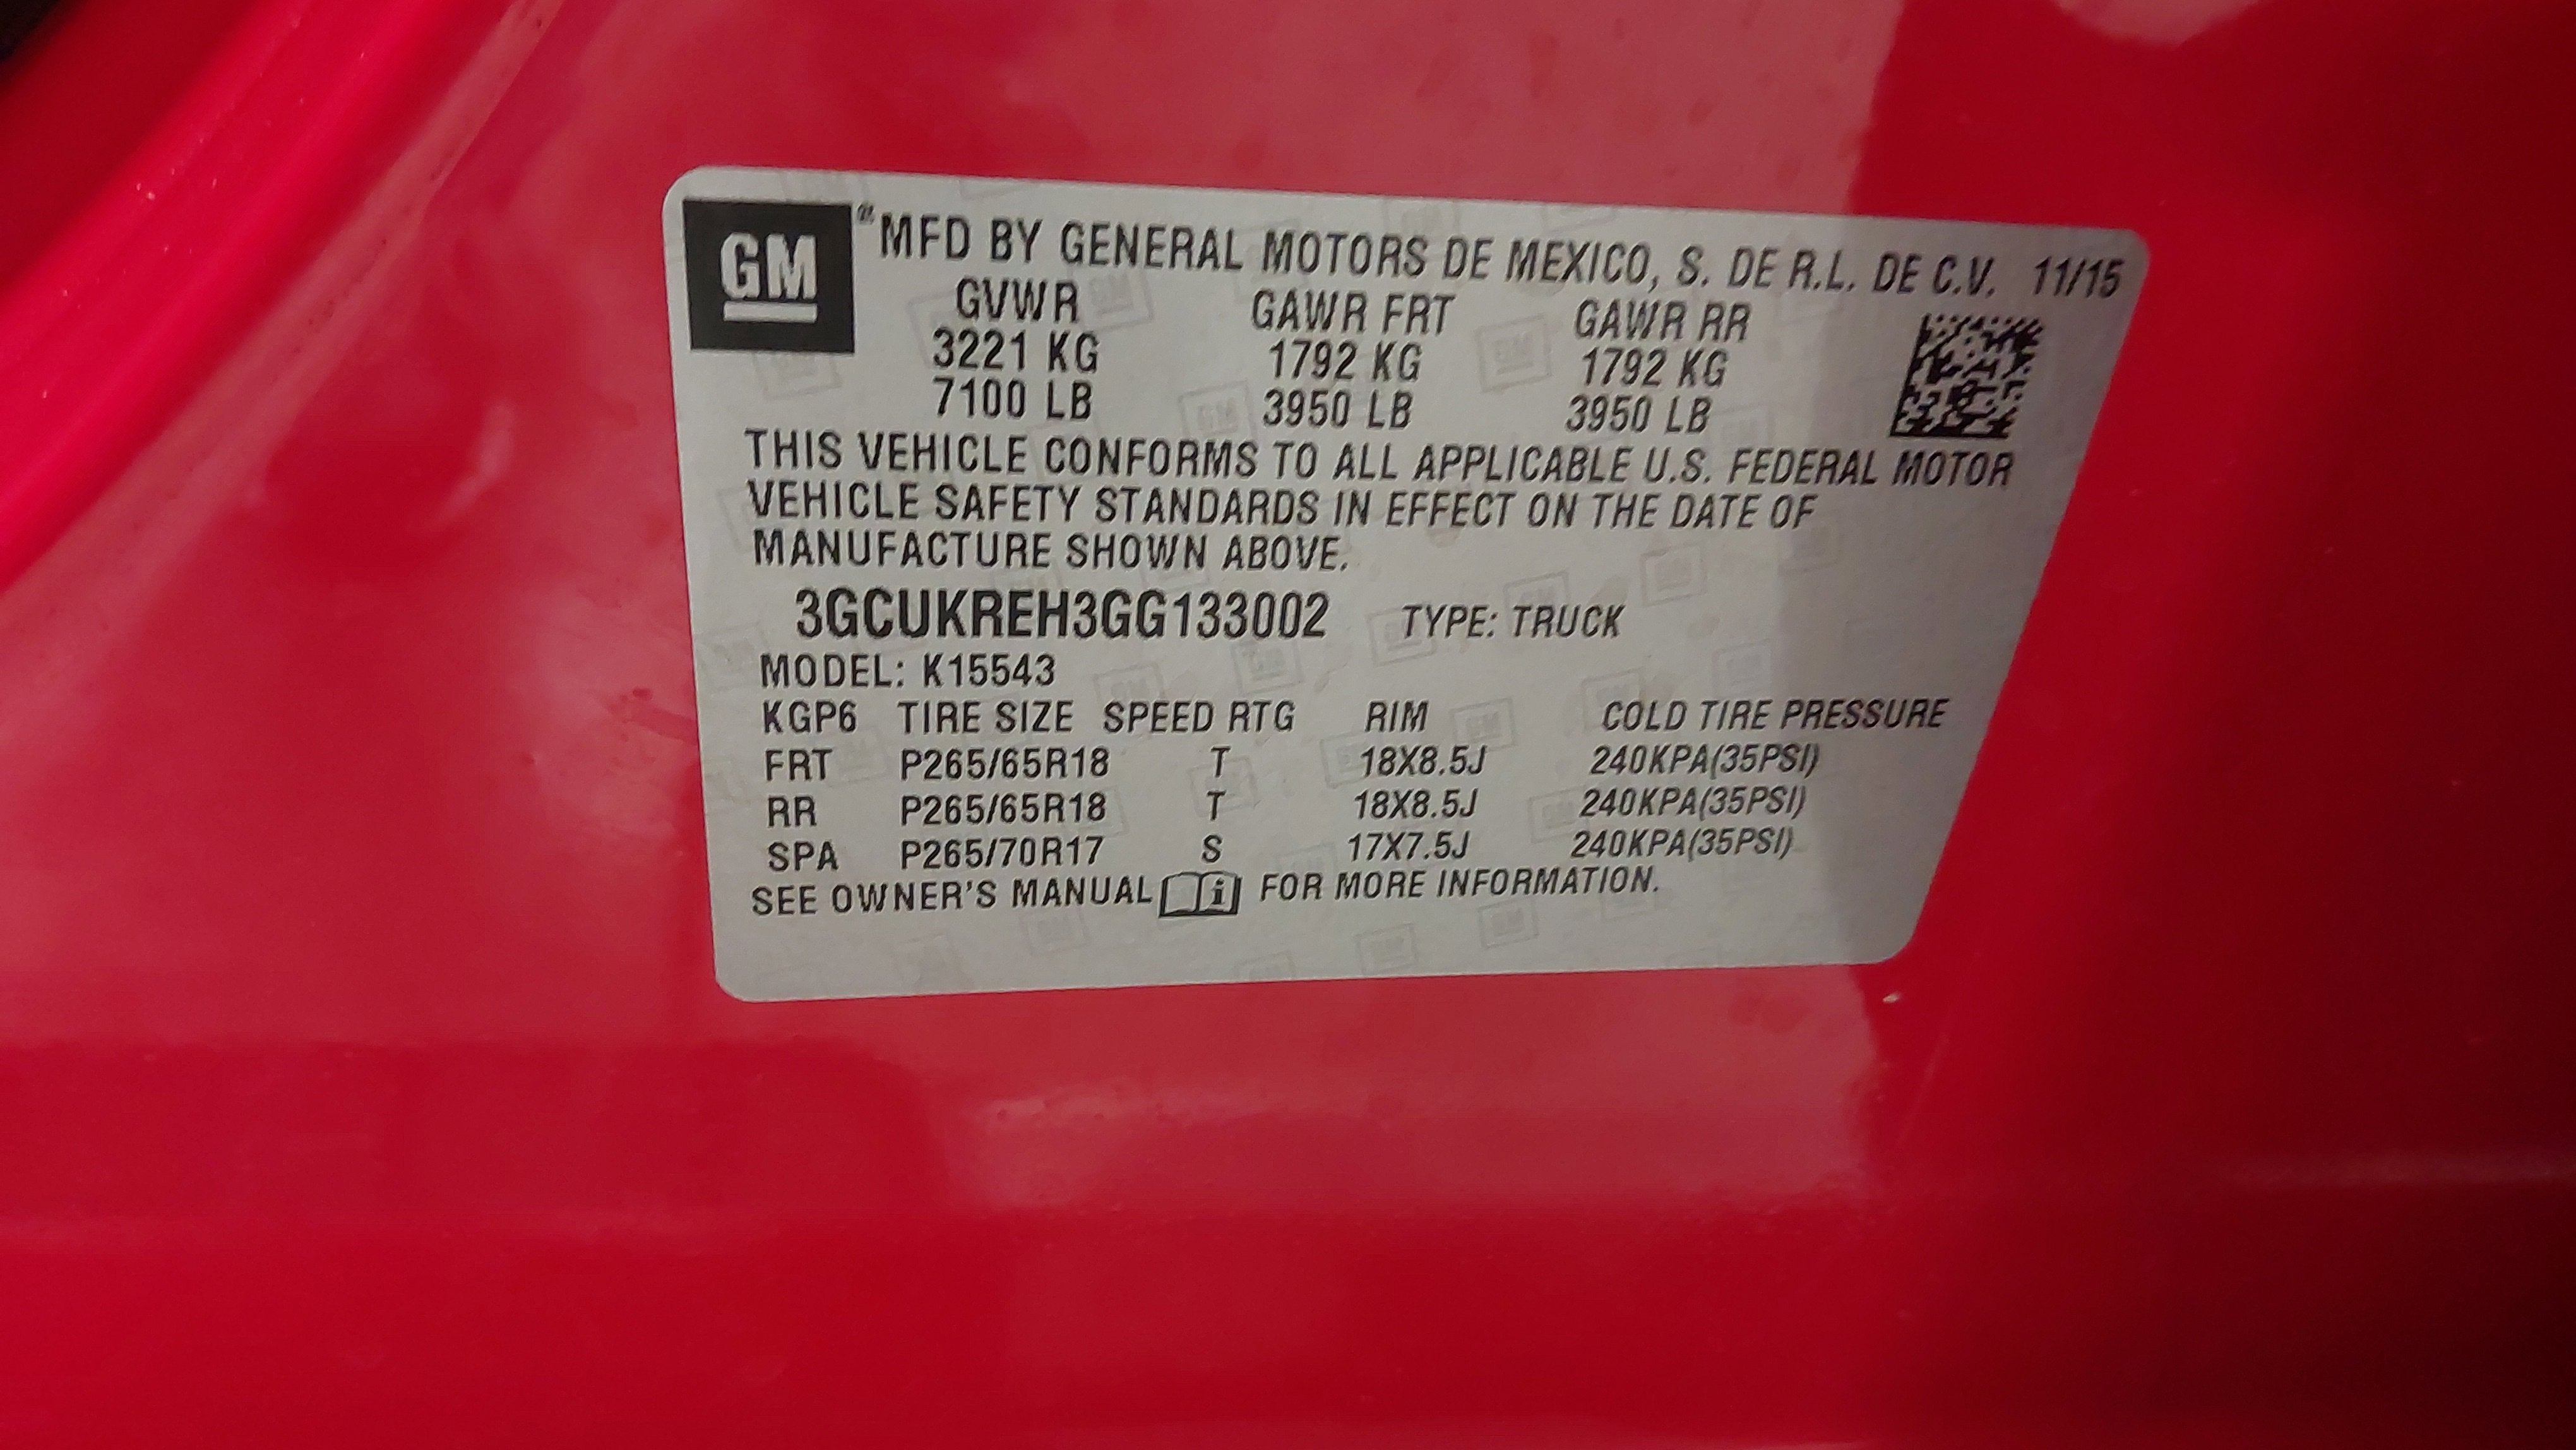 GM
MFD BY GENERAL MOTORS DE MEXICO, S. DE R.L. DE C.V. 11/15
GVWR GAWR FRT GAWR RR
3221 KG 1792 KG 1792 KG
7100 LB 3950 LB 3950 LB
THIS VEHICLE CONFORMS TO ALL APPLICABLE U.S. FEDERAL MOTOR
VEHICLE SAFETY STANDARDS IN EFFECT ON THE DATE OF
MANUFACTURE SHOWN ABOVE.
3GCUKREH3GG133002 TYPE: TRUCK
MODEL: K15543
KGP6 TIRE SIZE SPEED RTG RIM COLD TIRE PRESSURE
FRT P265/65R18 T 18X8.5J 240KPA(35PSI)
RR P265/65R18 T 18X8.5J 240KPA(35PSI)
SPA P265/70R17 S 17X7.5J 240KPA(35PSI)
SEE OWNER'S MANUAL i FOR MORE INFORMATION.